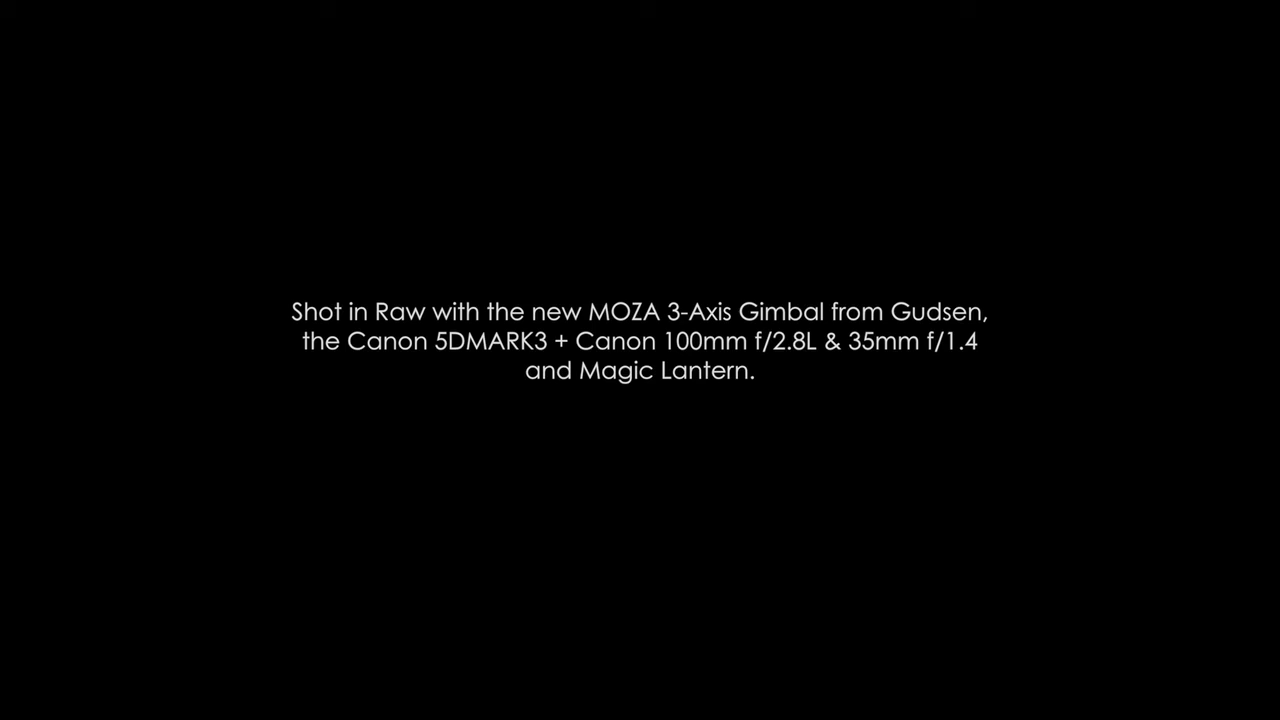 Shot in Raw with the new MOZA 3-Axis Gimbal from Gudsen,
the Canon 5DMARK3 + Canon 100mm f/2.8L & 35mm f/1.4
and Magic Lantern.